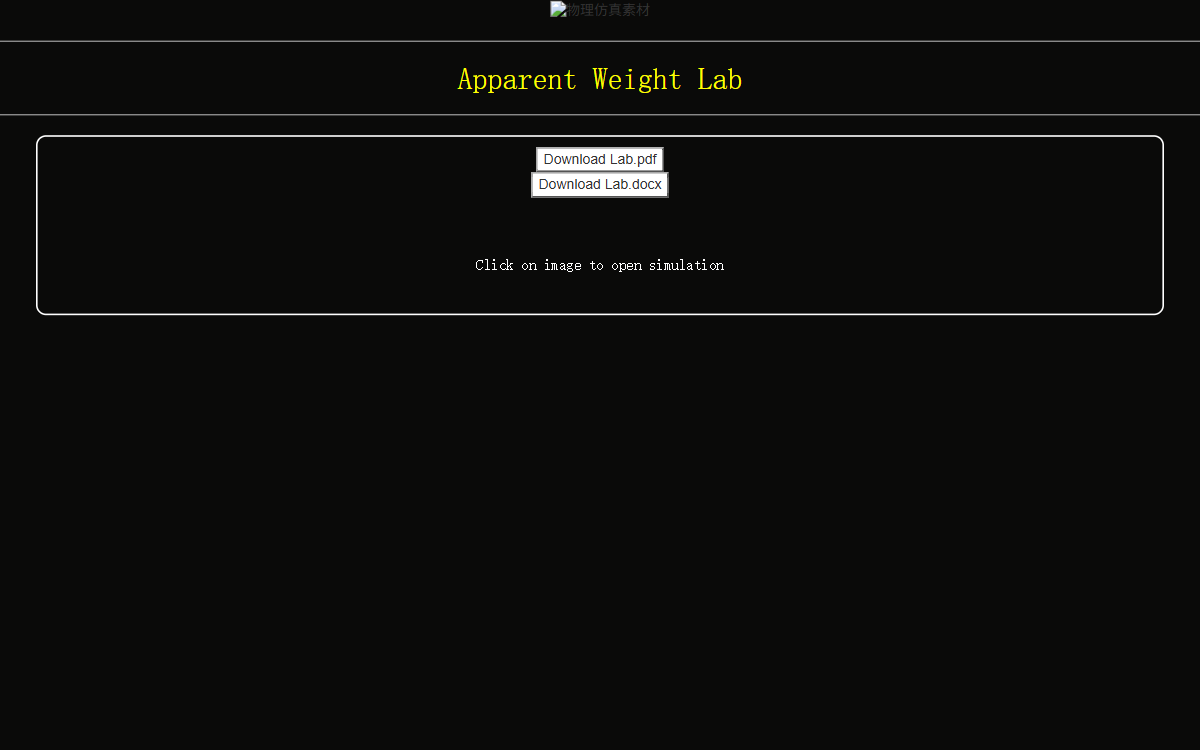 物理仿真素材
Apparent Weight Lab
Download Lab.pdf
Download Lab.docx
Click on image to open simulation